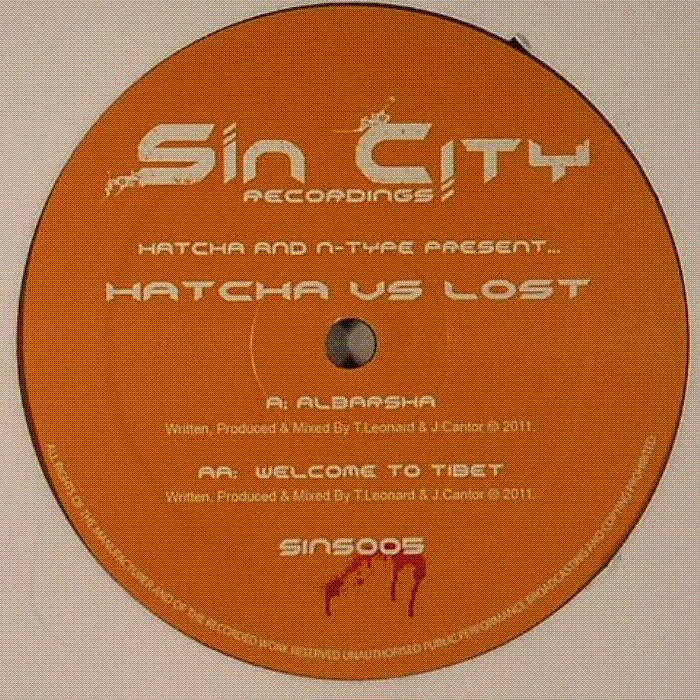 Sin City
RECORDINGS
HATCHA AND N-TYPE PRESENT...
HATCHA VS LOST
A: ALBARSHA
Written, Produced & Mixed By T.Leonard & J.Cantor © 2011.
AA: WELCOME TO TIBET
Written, Produced & Mixed By T.Leonard & J.Cantor © 2011.
SINS005
ALL RIGHTS OF THE MANUFACTURER AND OF THE RECORDED WORK RESERVED UNAUTHORISED PUBLIC PERFORMANCE BROADCASTING AND COPYING PROHIBITED